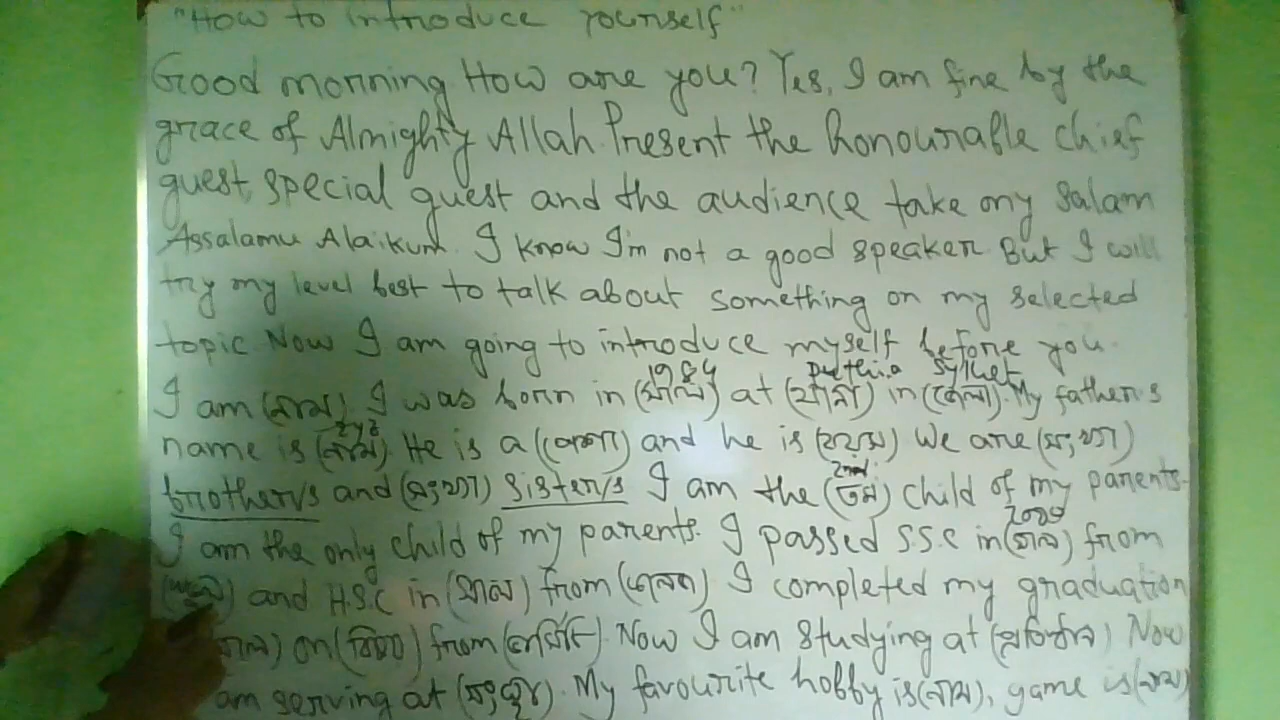 "How to introduce yourself"
Good morning How are you? Yes, I am fine by the
grace of Almighty Allah. Present the honourable chief
guest, special guest and the audience take my salam
Assalamu Alaikum. I know I'm not a good speaker But I will
try my level best to talk about something on my selected
topic Now I am going to introduce myself before you.
1984 puthia Sylhet
I am (নাম). I was born in (সাল) at (থানা) in (জেলা). My father's
name is (নাম) He is a (পেশা) and he is (বয়স) We are (সংখ্যা)
2nd
brother/s and (সংখ্যা) sister/s I am the (তম) child of my parents.
I am the only child of my parents. I passed S.S.C in (সাল) from
(স্কুল) and H.S.C in (সাল) from (কলেজ) I completed my graduation
(সাল) on (বিষয়) from (ভার্সিটি). Now I am studying at (প্রতিষ্ঠান) Now
am serving at My favourite hobby is (নাম), game is (নাম)